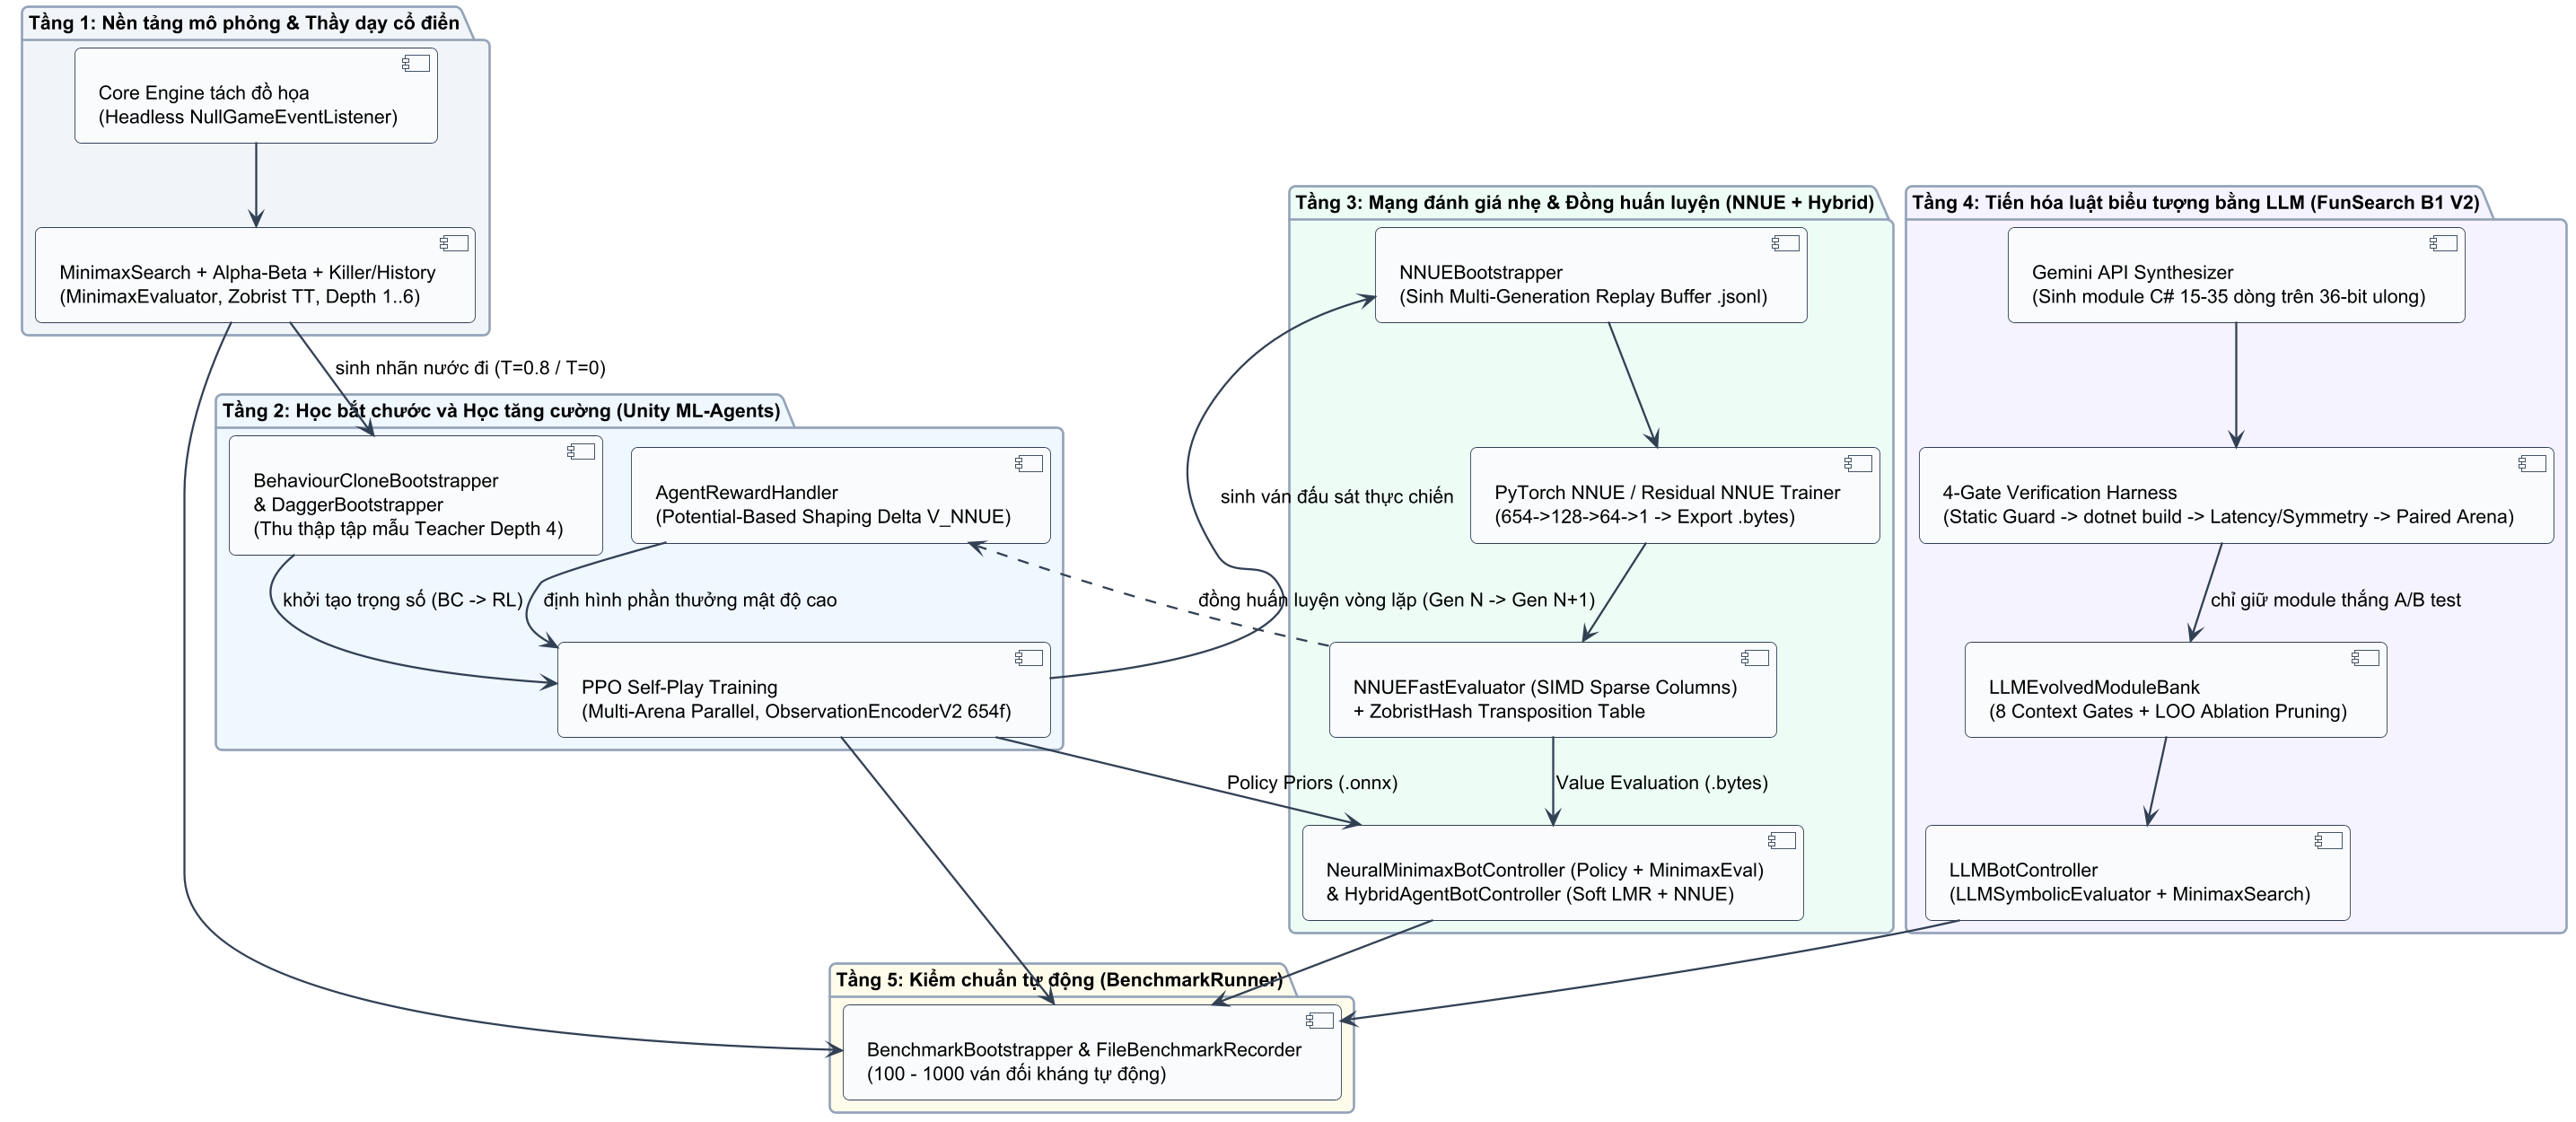 Tầng 1: Nền tảng mô phỏng & Thầy dạy cổ điển
Core Engine tách đồ họa
(Headless NullGameEventListener)
MinimaxSearch + Alpha-Beta + Killer/History
(MinimaxEvaluator, Zobrist TT, Depth 1..6)
sinh nhãn nước đi (T=0.8 / T=0)
Tầng 2: Học bắt chước và Học tăng cường (Unity ML-Agents)
BehaviourCloneBootstrapper
& DaggerBootstrapper
(Thu thập tập mẫu Teacher Depth 4)
AgentRewardHandler
(Potential-Based Shaping Delta V_NNUE)
khởi tạo trọng số (BC -> RL)
định hình phần thưởng mật độ cao
PPO Self-Play Training
(Multi-Arena Parallel, ObservationEncoderV2 654f)
Tầng 3: Mạng đánh giá nhẹ & Đồng huấn luyện (NNUE + Hybrid)
NNUEBootstrapper
(Sinh Multi-Generation Replay Buffer .jsonl)
sinh ván đấu sát thực chiến
PyTorch NNUE / Residual NNUE Trainer
(654->128->64->1 -> Export .bytes)
đồng huấn luyện vòng lặp (Gen N -> Gen N+1)
NNUEFastEvaluator (SIMD Sparse Columns)
+ ZobristHash Transposition Table
Policy Priors (.onnx)
Value Evaluation (.bytes)
NeuralMinimaxBotController (Policy + MinimaxEval)
& HybridAgentBotController (Soft LMR + NNUE)
Tầng 4: Tiến hóa luật biểu tượng bằng LLM (FunSearch B1 V2)
Gemini API Synthesizer
(Sinh module C# 15-35 dòng trên 36-bit ulong)
4-Gate Verification Harness
(Static Guard -> dotnet build -> Latency/Symmetry -> Paired Arena)
chỉ giữ module thắng A/B test
LLMEvolvedModuleBank
(8 Context Gates + LOO Ablation Pruning)
LLMBotController
(LLMSymbolicEvaluator + MinimaxSearch)
Tầng 5: Kiểm chuẩn tự động (BenchmarkRunner)
BenchmarkBootstrapper & FileBenchmarkRecorder
(100 - 1000 ván đối kháng tự động)